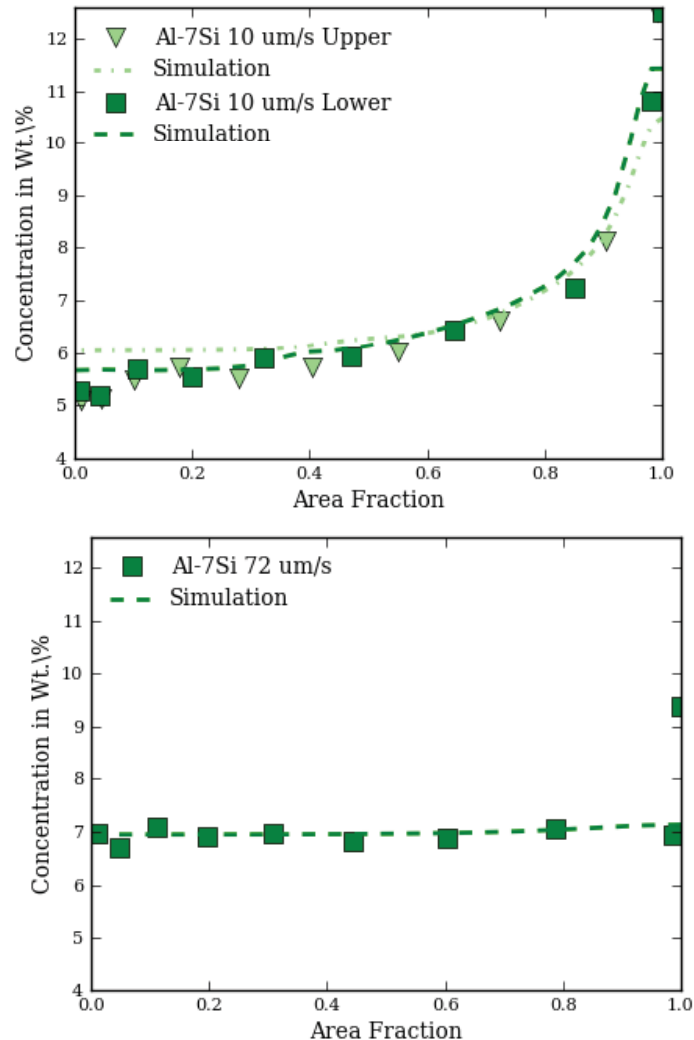 12
11
10
9
8
7
6
5
4
Concentration in Wt.\%
Al-7Si 10 um/s Upper
Simulation
Al-7Si 10 um/s Lower
Simulation
0.0 0.2 0.4 0.6 0.8 1.0
Area Fraction
12
11
10
9
8
7
6
5
4
Concentration in Wt.\%
Al-7Si 72 um/s
Simulation
0.0 0.2 0.4 0.6 0.8 1.0
Area Fraction